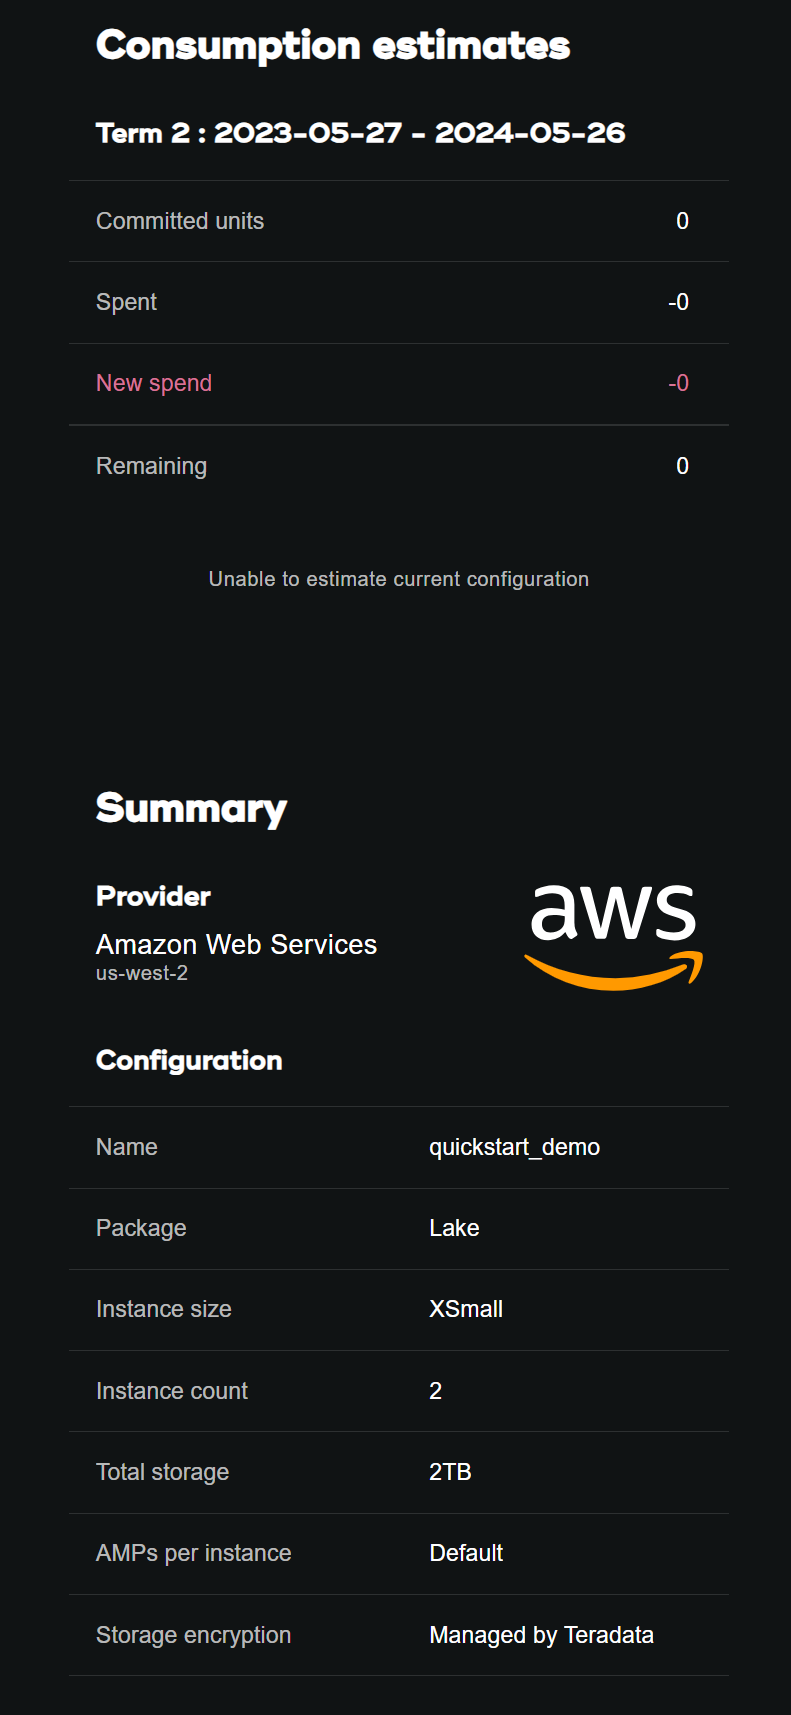 Consumption estimates
Term 2 : 2023-05-27 - 2024-05-26
Committed units 0
Spent -0
New spend -0
Remaining 0
Unable to estimate current configuration
Summary
Provider
Amazon Web Services
us-west-2
aws
Configuration
Name quickstart_demo
Package Lake
Instance size XSmall
Instance count 2
Total storage 2TB
AMPs per instance Default
Storage encryption Managed by Teradata